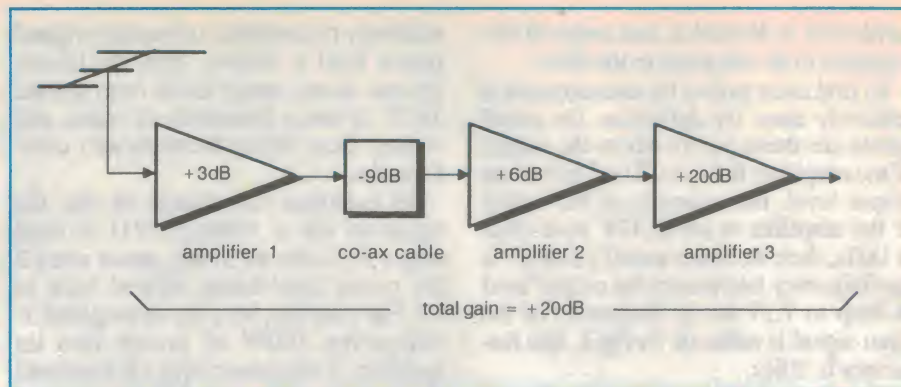 +3dB
-9dB
+6dB
+20dB
amplifier 1
co-ax cable
amplifier 2
amplifier 3
total gain = +20dB